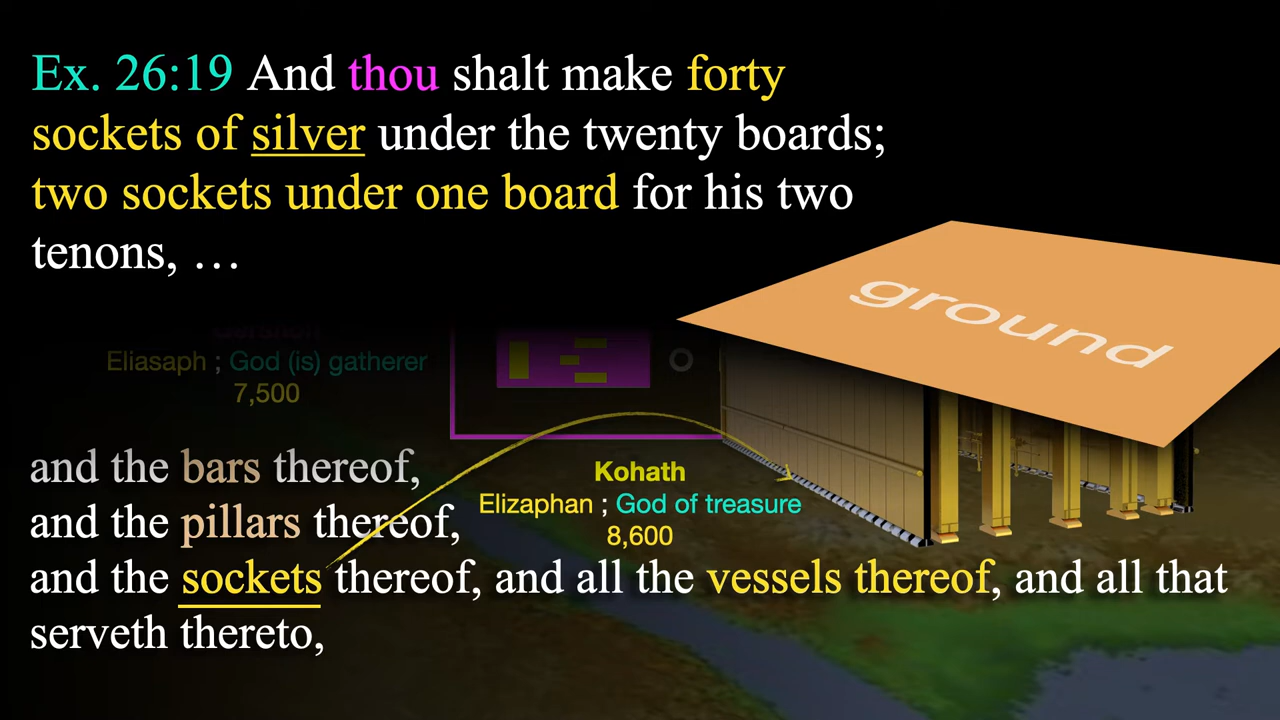 Ex. 26:19 And thou shalt make forty
sockets of silver under the twenty boards;
two sockets under one board for his two
tenons, …
ground
Eliasaph ; God (is) gatherer
7,500
and the bars thereof,
Kohath
Elizaphan ; God of treasure
and the pillars thereof,
8,600
and the sockets thereof, and all the vessels thereof, and all that
serveth thereto,